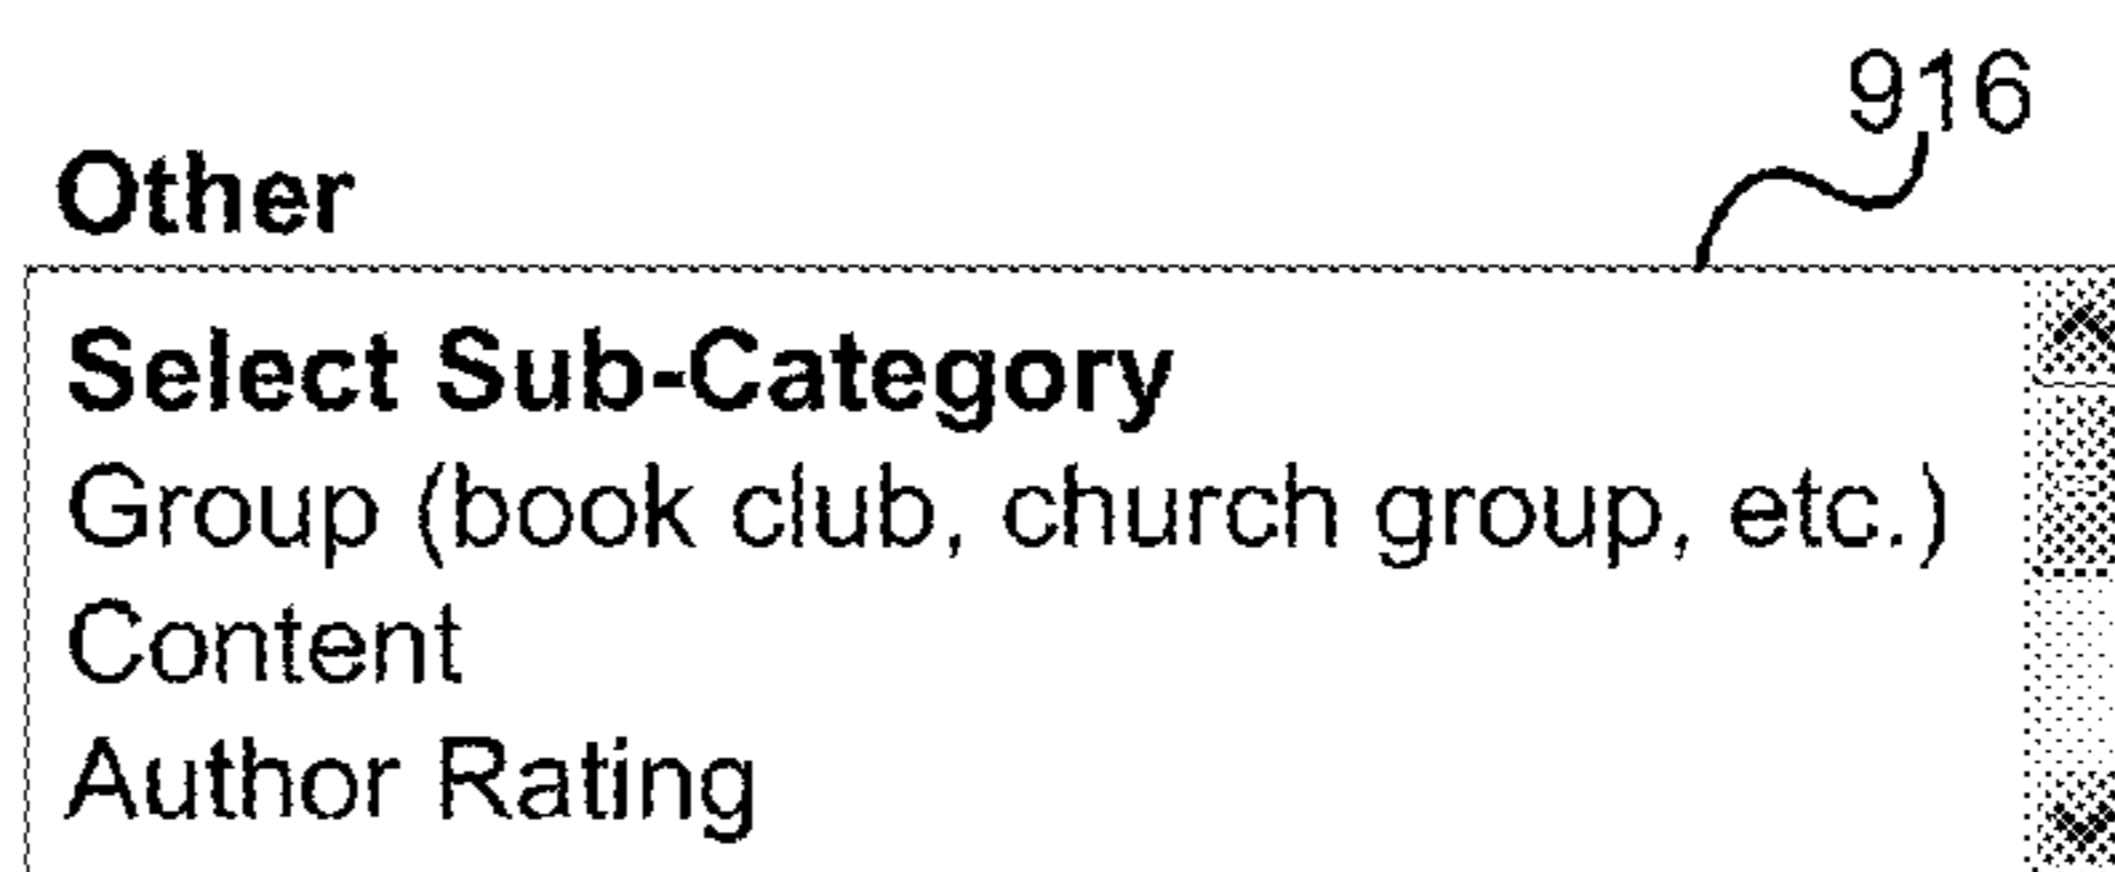 916
Other
Select Sub-Category
Group (book club, church group, etc.)
Content
Author Rating